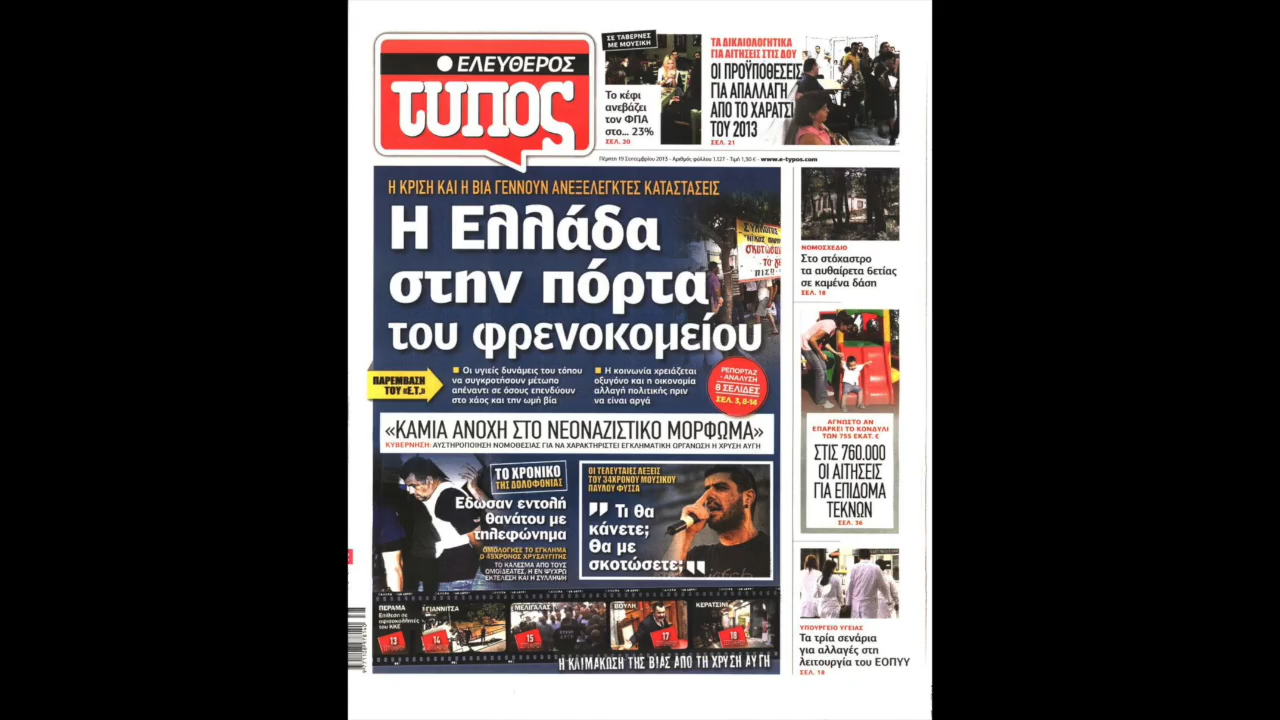 ΕΛΕΥΘΕΡΟΣ
τύπος
ΣΕ ΤΑΒΕΡΝΕΣ
ΜΕ ΜΟΥΣΙΚΗ
Το κέφι
ανεβάζει
τον ΦΠΑ
στο... 23%
ΣΕΛ. 20
ΤΑ ΔΙΚΑΙΟΛΟΓΗΤΙΚΑ
ΓΙΑ ΑΙΤΗΣΕΙΣ ΣΤΙΣ ΔΟΥ
ΟΙ ΠΡΟΫΠΟΘΕΣΕΙΣ
ΓΙΑ ΑΠΑΛΛΑΓΗ
ΑΠΟ ΤΟ ΧΑΡΑΤΣΙ
ΤΟΥ 2013
ΣΕΛ. 21
Πέμπτη 19 Σεπτεμβρίου 2013 - Αριθμός φύλλου 1.127 - Τιμή 1,30 € - www.e-typos.com
Η ΚΡΙΣΗ ΚΑΙ Η ΒΙΑ ΓΕΝΝΟΥΝ ΑΝΕΞΕΛΕΓΚΤΕΣ ΚΑΤΑΣΤΑΣΕΙΣ
Η Ελλάδα
στην πόρτα
του φρενοκομείου
ΣΥΛΛΟΓΟΣ
ΣΚΟΤΩΣΑΝ
ΠΑΡΕΜΒΑΣΗ
ΤΟΥ «Ε.Τ.»
Οι υγιείς δυνάμεις του τόπου
να συγκροτήσουν μέτωπο
απέναντι σε όσους επενδύουν
στο χάος και την ωμή βία
Η κοινωνία χρειάζεται
οξυγόνο και η οικονομία
αλλαγή πολιτικής πριν
να είναι αργά
ΡΕΠΟΡΤΑΖ
- ΑΝΑΛΥΣΗ
8 ΣΕΛΙΔΕΣ
ΣΕΛ. 3, 8-14
«ΚΑΜΙΑ ΑΝΟΧΗ ΣΤΟ ΝΕΟΝΑΖΙΣΤΙΚΟ ΜΟΡΦΩΜΑ»
ΚΥΒΕΡΝΗΣΗ: ΑΥΣΤΗΡΟΠΟΙΗΣΗ ΝΟΜΟΘΕΣΙΑΣ ΓΙΑ ΝΑ ΧΑΡΑΚΤΗΡΙΣΤΕΙ ΕΓΚΛΗΜΑΤΙΚΗ ΟΡΓΑΝΩΣΗ Η ΧΡΥΣΗ ΑΥΓΗ
ΤΟ ΧΡΟΝΙΚΟ
ΤΗΣ ΔΟΛΟΦΟΝΙΑΣ
Εδωσαν εντολή
θανάτου με
τηλεφώνημα
ΟΜΟΛΟΓΗΣΕ ΤΟ ΕΓΚΛΗΜΑ
Ο 45ΧΡΟΝΟΣ ΧΡΥΣΑΥΓΙΤΗΣ
ΤΟ ΚΑΛΕΣΜΑ ΑΠΟ ΤΟΥΣ
ΟΜΟΪΔΕΑΤΕΣ, Η ΕΝ ΨΥΧΡΩ
ΕΚΤΕΛΕΣΗ ΚΑΙ Η ΣΥΛΛΗΨΗ
ΟΙ ΤΕΛΕΥΤΑΙΕΣ ΛΕΞΕΙΣ
ΤΟΥ 34ΧΡΟΝΟΥ ΜΟΥΣΙΚΟΥ
ΠΑΥΛΟΥ ΦΥΣΣΑ
Τι θα
κάνετε;
Θα με
σκοτώσετε;
ΠΕΡΑΜΑ
Επίθεση σε
αφισοκολλητές
του ΚΚΕ
13
ΓΙΑΝΝΙΤΣΑ
14
ΜΕΛΙΓΑΛΑΣ
15
ΒΟΥΛΗ
17
ΚΕΡΑΤΣΙΝΙ
18
Η ΚΛΙΜΑΚΩΣΗ ΤΗΣ ΒΙΑΣ ΑΠΟ ΤΗ ΧΡΥΣΗ ΑΥΓΗ
ΝΟΜΟΣΧΕΔΙΟ
Στο στόχαστρο
τα αυθαίρετα 6ετίας
σε καμένα δάση
ΣΕΛ. 18
ΑΓΝΩΣΤΟ ΑΝ
ΕΠΑΡΚΕΙ ΤΟ ΚΟΝΔΥΛΙ
ΤΩΝ 755 ΕΚΑΤ. €
ΣΤΙΣ 760.000
ΟΙ ΑΙΤΗΣΕΙΣ
ΓΙΑ ΕΠΙΔΟΜΑ
ΤΕΚΝΩΝ
ΣΕΛ. 36
ΥΠΟΥΡΓΕΙΟ ΥΓΕΙΑΣ
Τα τρία σενάρια
για αλλαγές στη
λειτουργία του ΕΟΠΥΥ
ΣΕΛ. 18